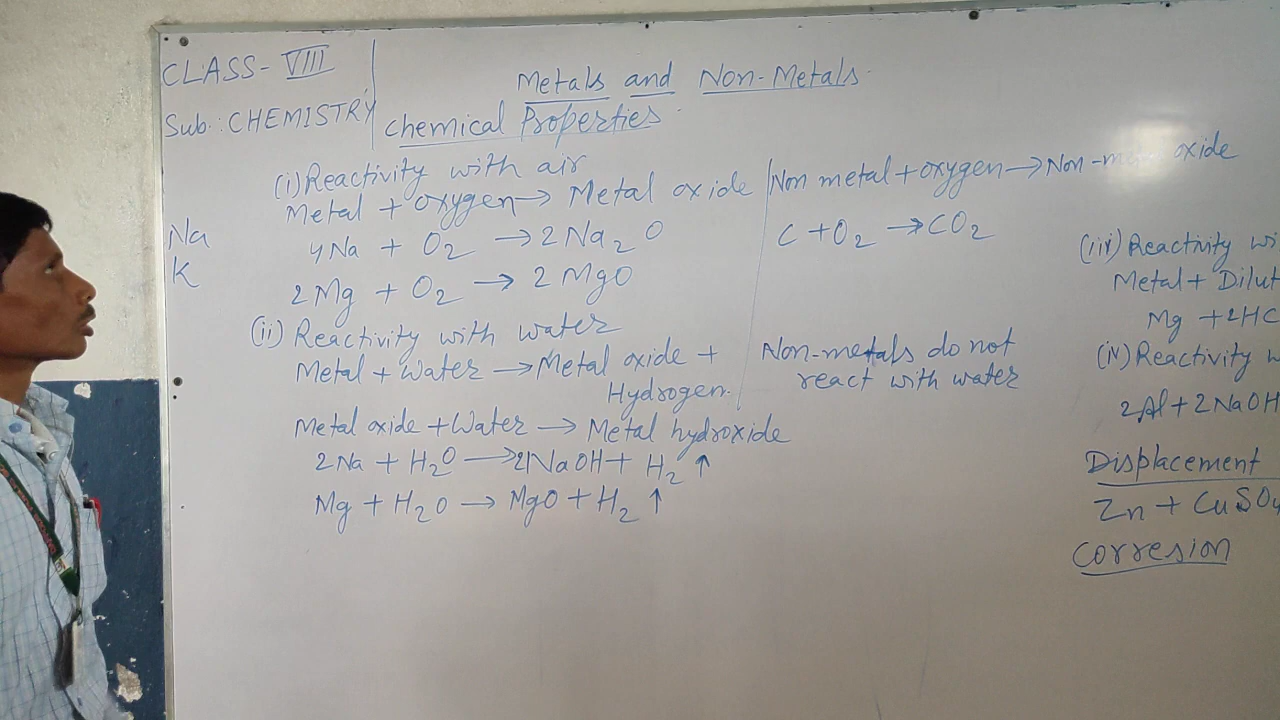 CLASS- VIII
Sub.: CHEMISTRY
Metals and Non-Metals
Chemical Properties
(i) Reactivity with air
Metal + oxygen → Metal oxide
4Na + O₂ → 2Na₂O
2Mg + O₂ → 2MgO
Na
K
(ii) Reactivity with water
Metal + Water → Metal oxide +
Hydrogen.
Metal oxide + Water → Metal hydroxide
2Na + H₂O → 2NaOH + H₂ ↑
Mg + H₂O → MgO + H₂ ↑
Non metal + oxygen → Non-metal oxide
C + O₂ → CO₂
Non-metals do not
react with water
(iii) Reactivity wi
Metal + Dilut
Mg + 2HC
(iv) Reactivity w
2Al + 2NaOH
Displacement
Zn + CuSO₄
Corresion